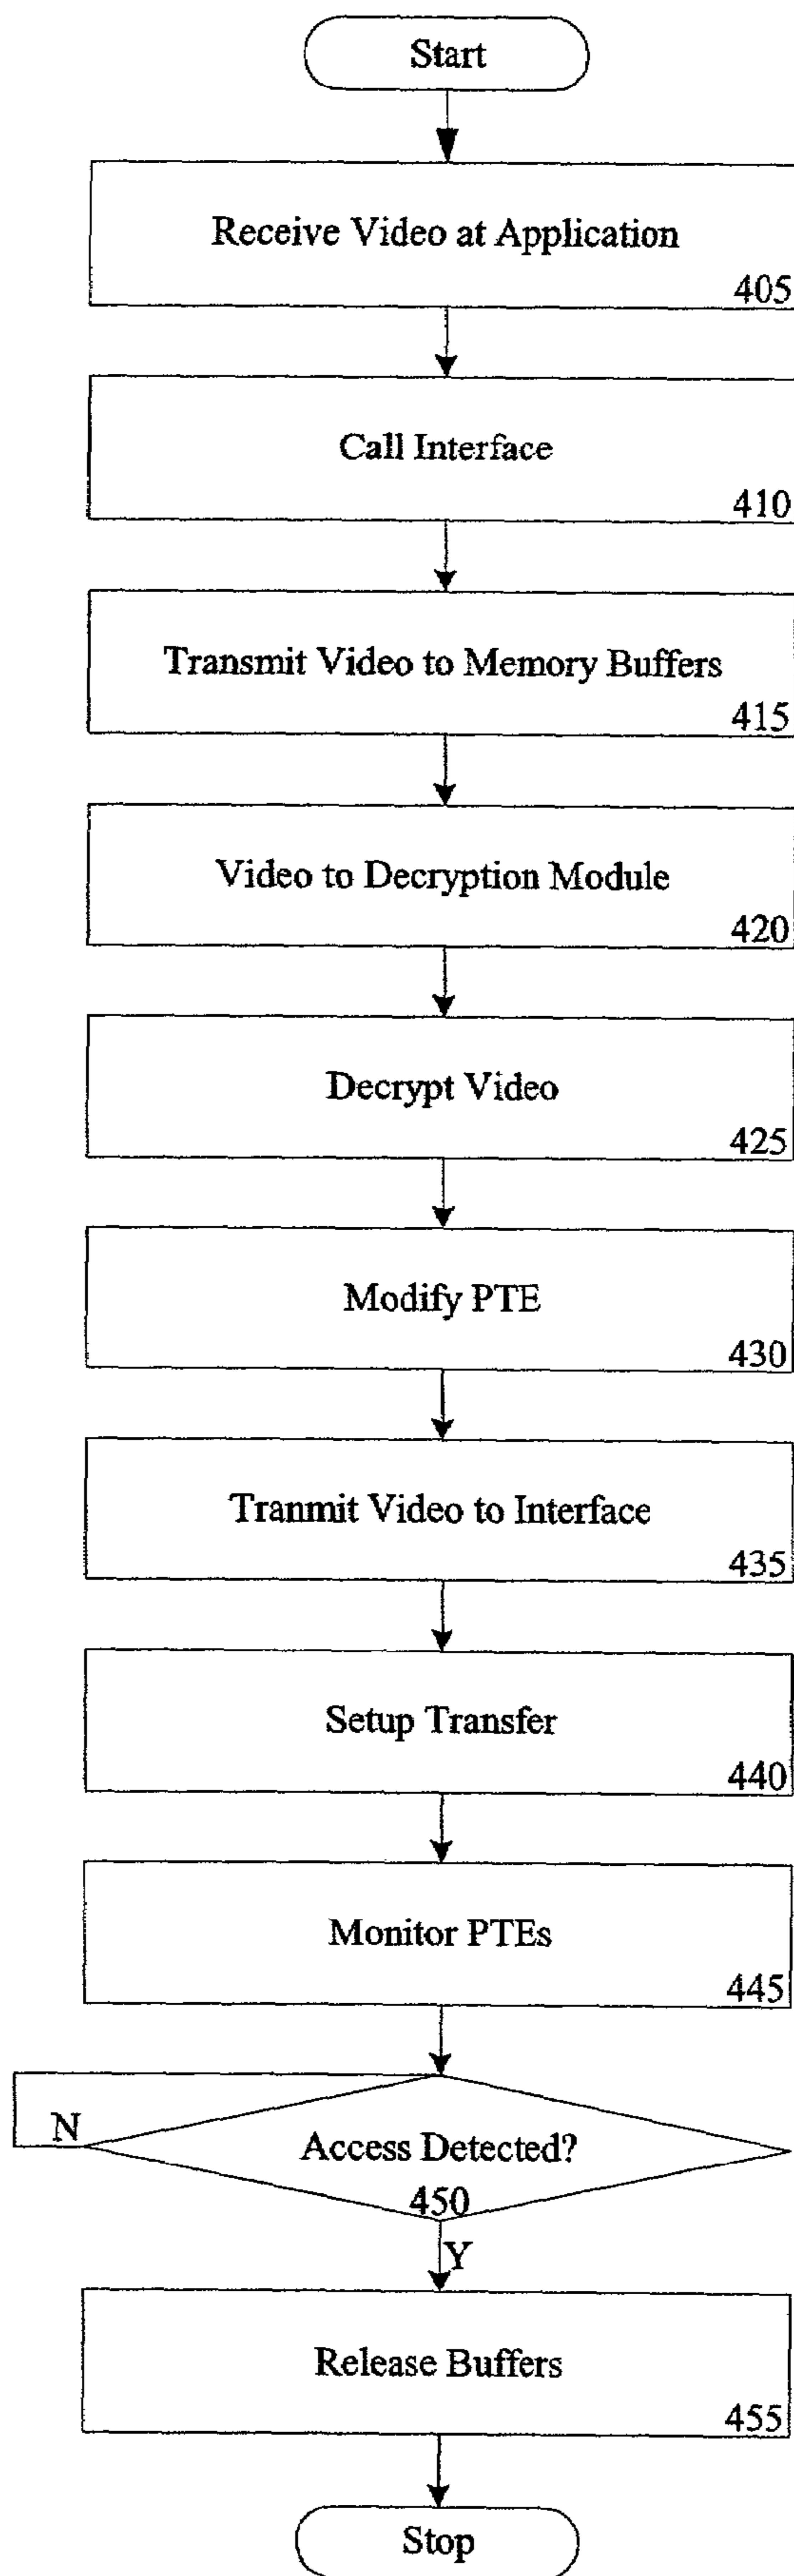 Start
Receive Video at Application
405
Call Interface
410
Transmit Video to Memory Buffers
415
Video to Decryption Module
420
Decrypt Video
425
Modify PTE
430
Tranmit Video to Interface
435
Setup Transfer
440
Monitor PTEs
445
N
Access Detected?
450
Y
Release Buffers
455
Stop